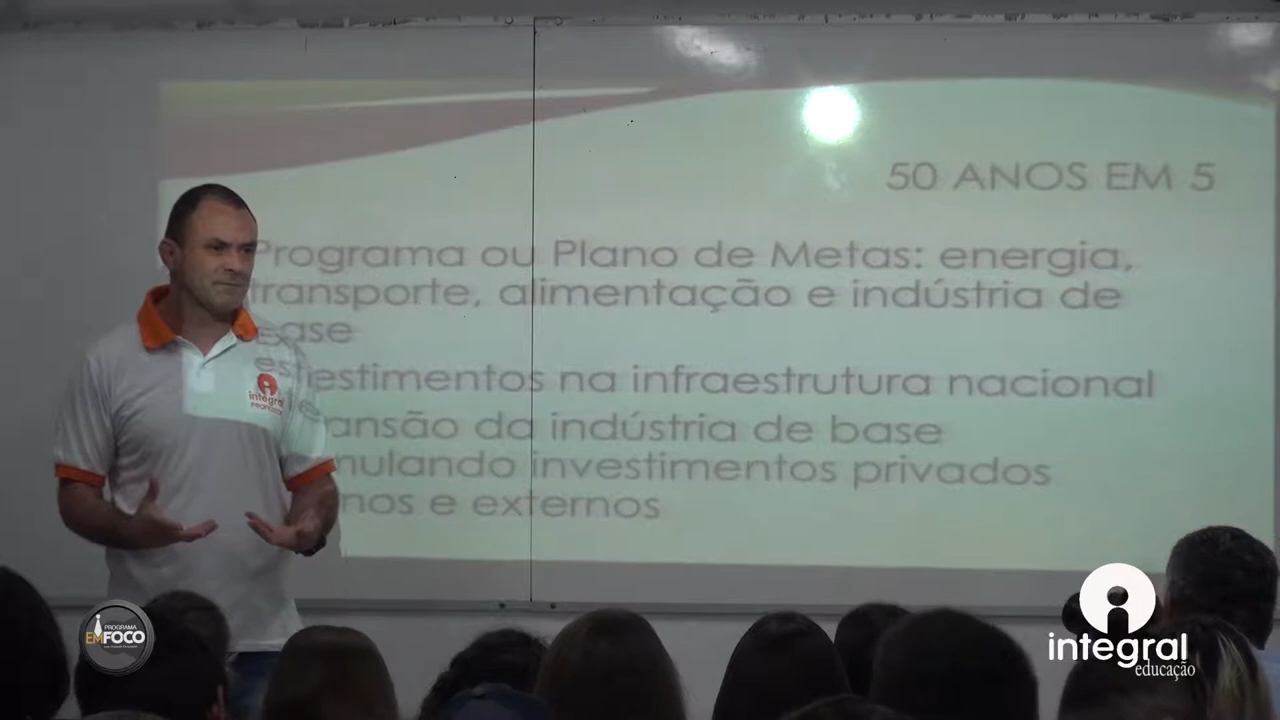 50 ANOS EM 5
Programa ou Plano de Metas: energia,
transporte, alimentação e indústria de
base
estimentos na infraestrutura nacional
ansão da indústria de base
mulando investimentos privados
nos e externos
integral
PROGRAMA
EMFOCO
integral
educação